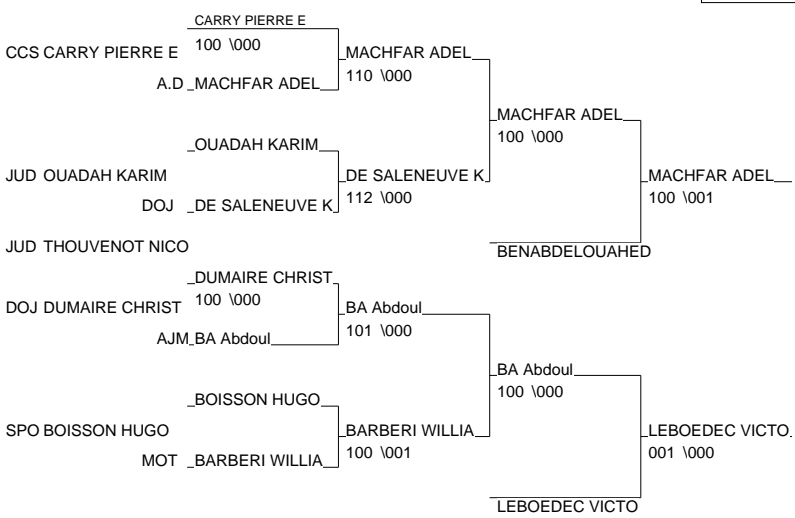 CARRY PIERRE E
CCS CARRY PIERRE E 100 \000 MACHFAR ADEL
A.D MACHFAR ADEL 110 \000
MACHFAR ADEL
100 \000
OUADAH KARIM
JUD OUADAH KARIM DE SALENEUVE K MACHFAR ADEL
DOJ DE SALENEUVE K 112 \000 100 \001
JUD THOUVENOT NICO BENABDELOUAHED
DUMAIRE CHRIST
DOJ DUMAIRE CHRIST 100 \000 BA Abdoul
AJM BA Abdoul 101 \000
BA Abdoul
100 \000
BOISSON HUGO
SPO BOISSON HUGO BARBERI WILLIA LEBOEDEC VICTO
MOT BARBERI WILLIA 100 \001 001 \000
LEBOEDEC VICTO